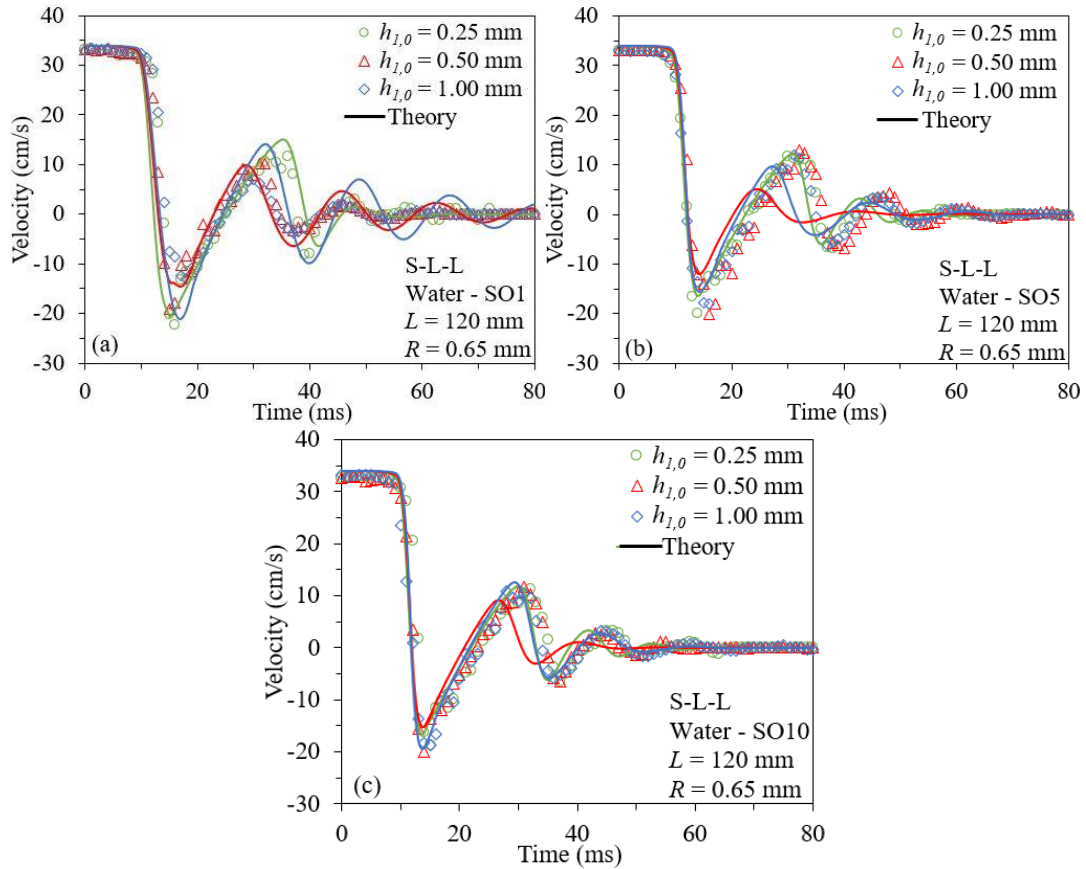 40
30
20
10
0
-10
-20
-30
Velocity (cm/s)
h1,0 = 0.25 mm
h1,0 = 0.50 mm
h1,0 = 1.00 mm
Theory
S-L-L
Water - SO1
L = 120 mm
R = 0.65 mm
(a)
0 20 40 60 80
Time (ms)
40
30
20
10
0
-10
-20
-30
Velocity (cm/s)
h1,0 = 0.25 mm
h1,0 = 0.50 mm
h1,0 = 1.00 mm
Theory
S-L-L
Water - SO5
L = 120 mm
R = 0.65 mm
(b)
0 20 40 60 80
Time (ms)
40
30
20
10
0
-10
-20
-30
Velocity (cm/s)
h1,0 = 0.25 mm
h1,0 = 0.50 mm
h1,0 = 1.00 mm
Theory
S-L-L
Water - SO10
L = 120 mm
R = 0.65 mm
(c)
0 20 40 60 80
Time (ms)